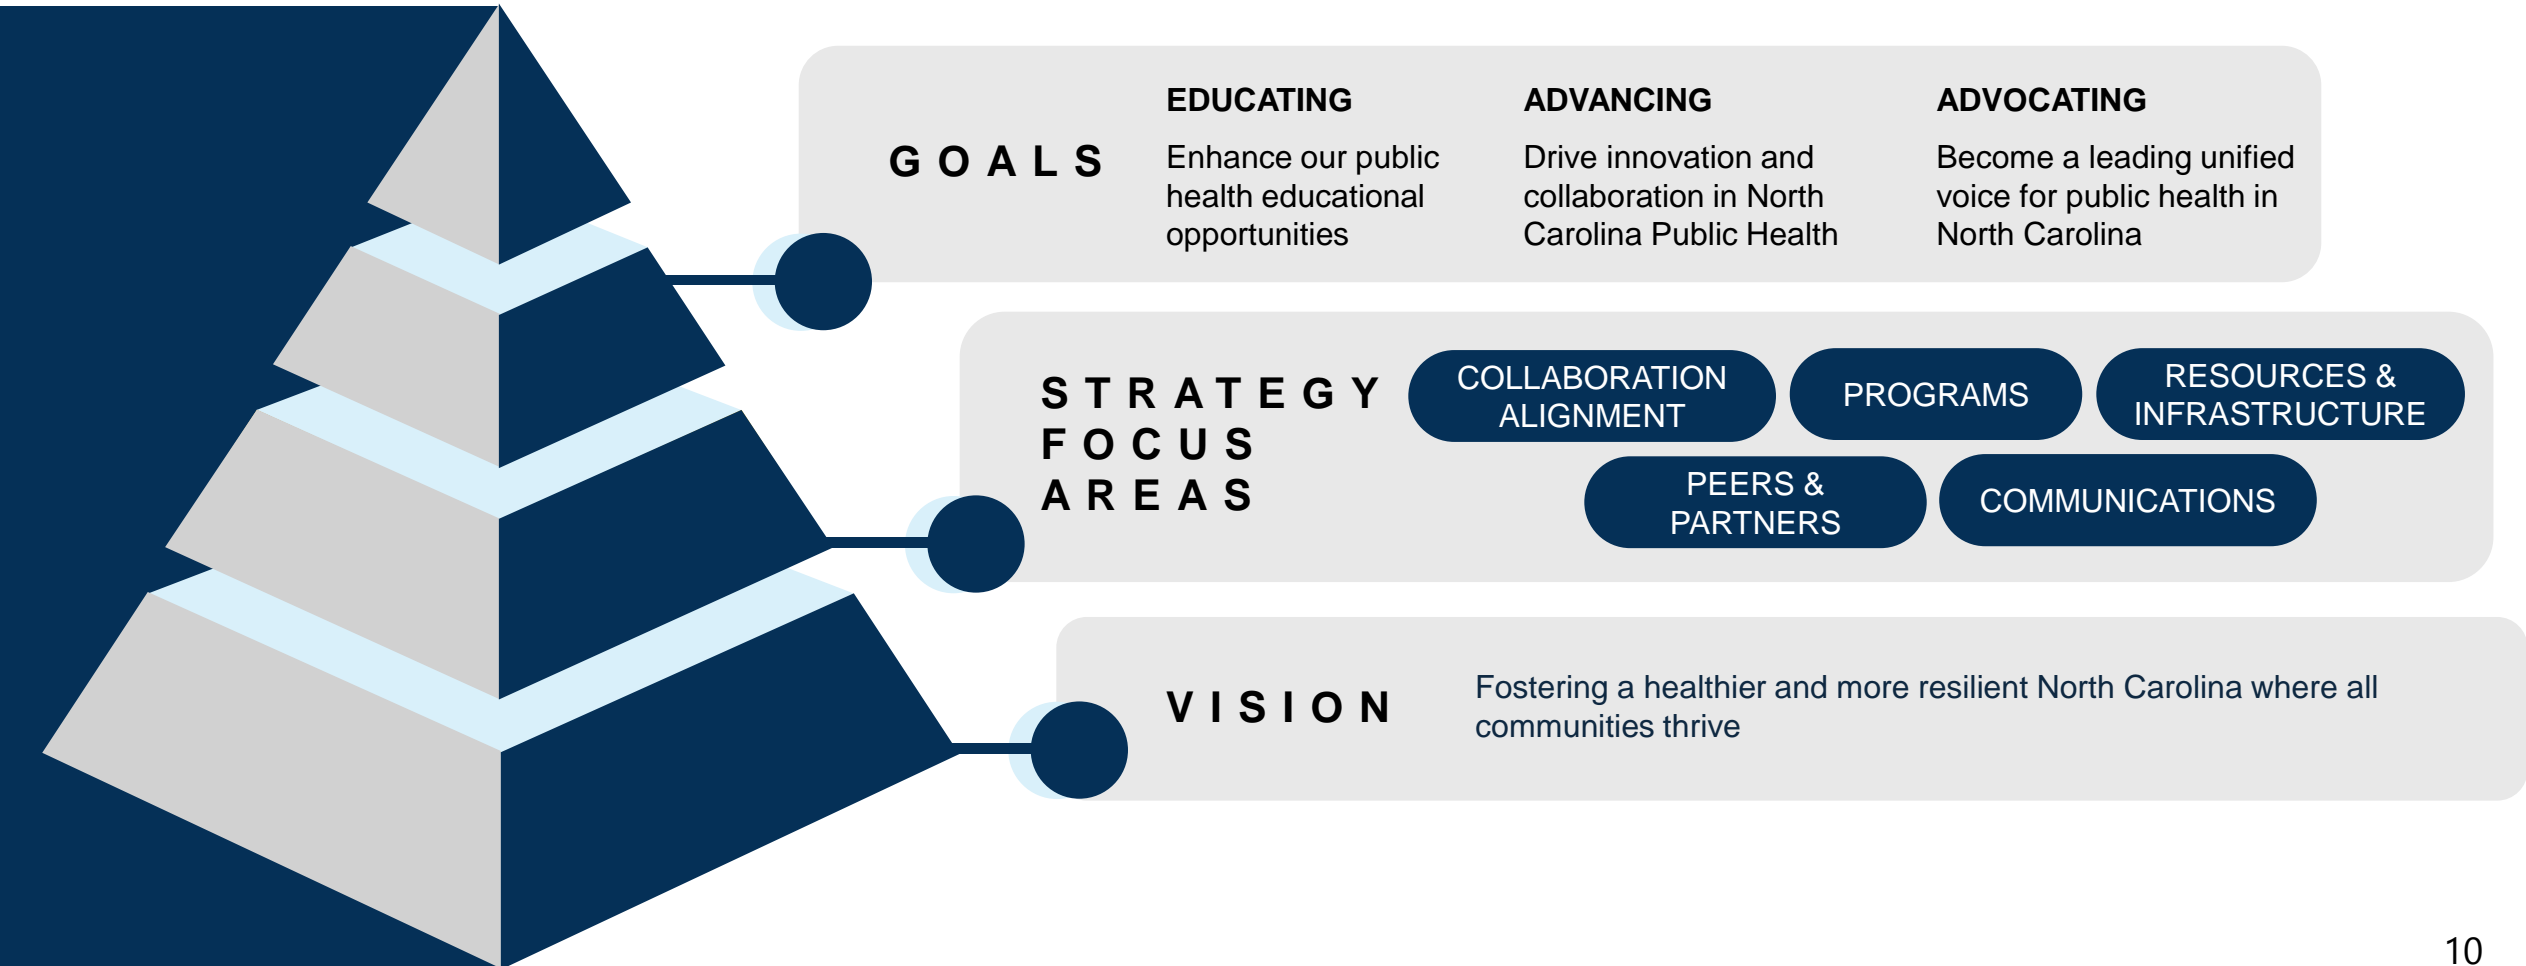 GOALS
EDUCATING
Enhance our public
health educational
opportunities
ADVANCING
Drive innovation and
collaboration in North
Carolina Public Health
ADVOCATING
Become a leading unified
voice for public health in
North Carolina
STRATEGY
FOCUS
AREAS
COLLABORATION
ALIGNMENT
PROGRAMS
RESOURCES &
INFRASTRUCTURE
PEERS &
PARTNERS
COMMUNICATIONS
VISION
Fostering a healthier and more resilient North Carolina where all
communities thrive
10